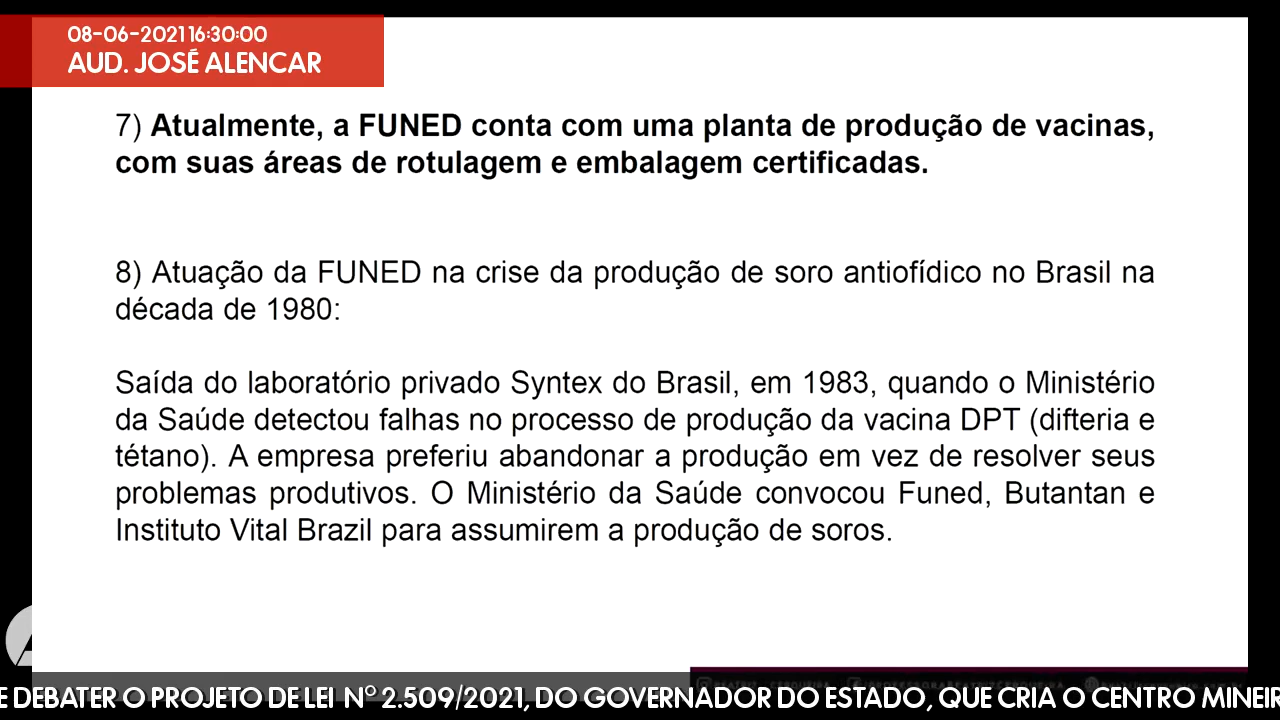 08-06-2021 16:30:00
AUD. JOSÉ ALENCAR
7) Atualmente, a FUNED conta com uma planta de produção de vacinas,
com suas áreas de rotulagem e embalagem certificadas.
8) Atuação da FUNED na crise da produção de soro antiofídico no Brasil na
década de 1980:
Saída do laboratório privado Syntex do Brasil, em 1983, quando o Ministério
da Saúde detectou falhas no processo de produção da vacina DPT (difteria e
tétano). A empresa preferiu abandonar a produção em vez de resolver seus
problemas produtivos. O Ministério da Saúde convocou Funed, Butantan e
Instituto Vital Brazil para assumirem a produção de soros.
E DEBATER O PROJETO DE LEI Nº 2.509/2021, DO GOVERNADOR DO ESTADO, QUE CRIA O CENTRO MINEIR